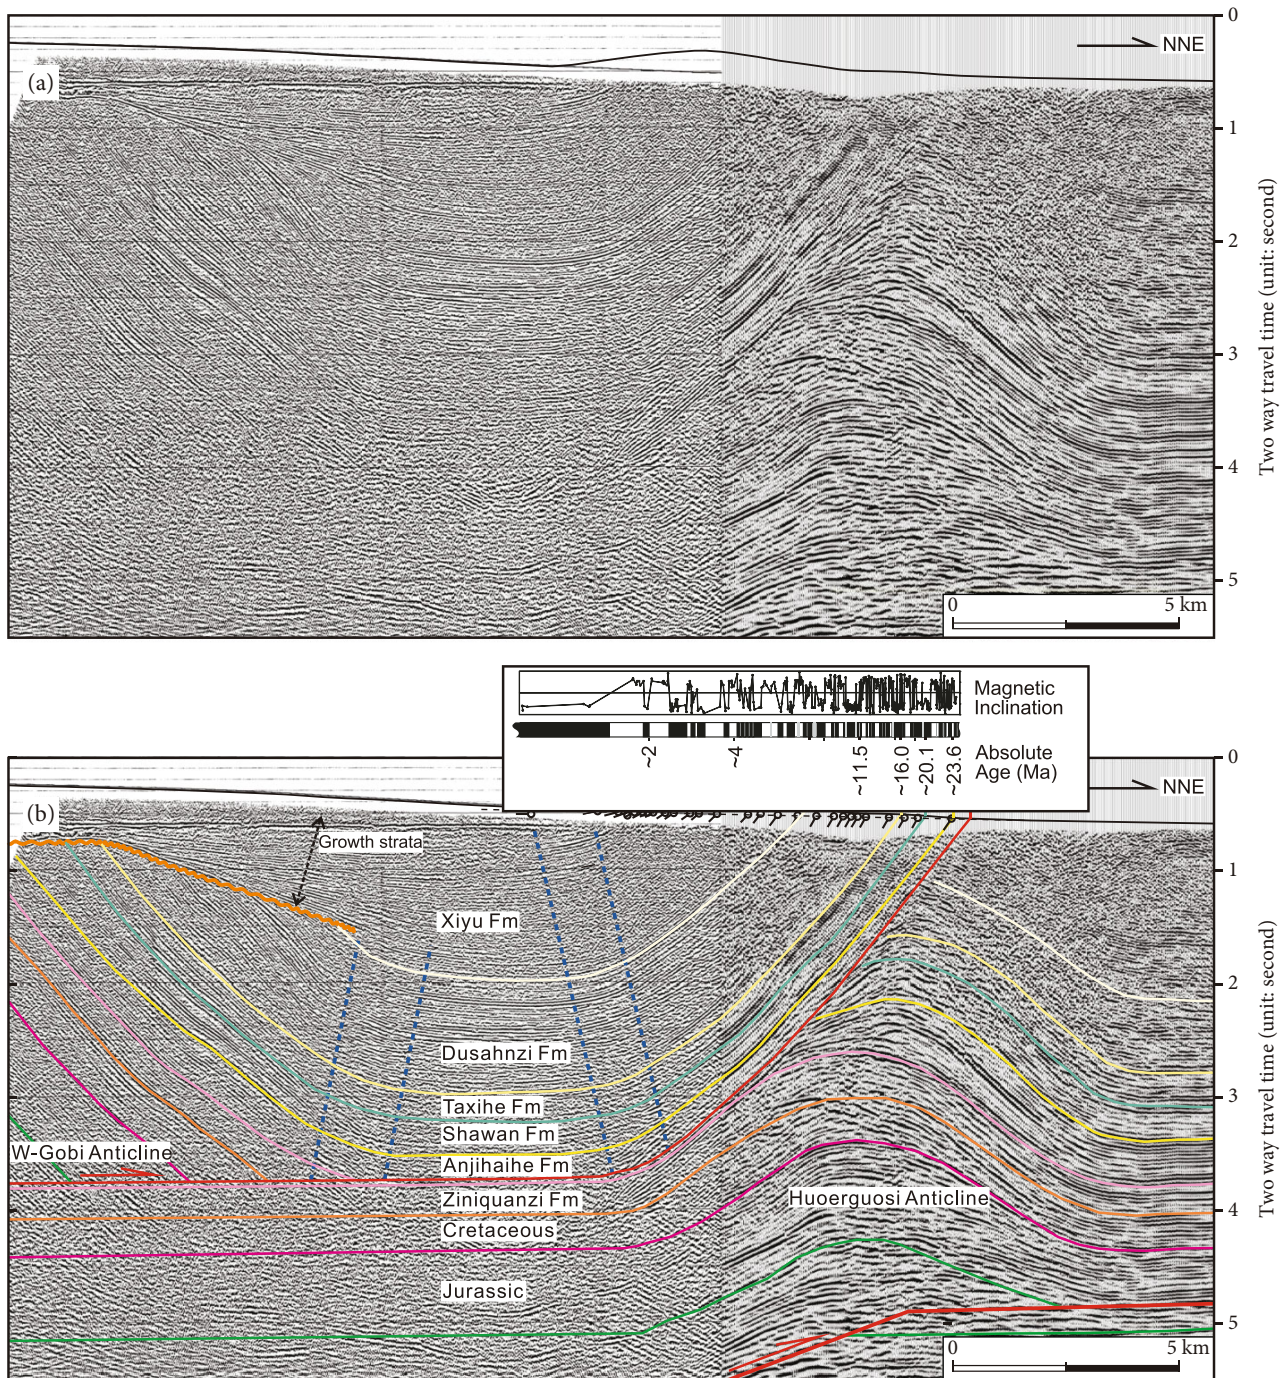 0
NNE
(a)
1
2
3
4
5
Two way travel time (unit: second)
0 5 km
Magnetic
Inclination
~2
~4
~11.5
~16.0
~20.1
~23.6
Absolute
Age (Ma)
0
NNE
(b)
Growth strata
1
Xiyu Fm
2
Dusahnzi Fm
3
Taxihe Fm
Shawan Fm
W-Gobi Anticline
Anjihaihe Fm
Ziniquanzi Fm
Huoerguosi Anticline
4
Cretaceous
Jurassic
5
Two way travel time (unit: second)
0 5 km